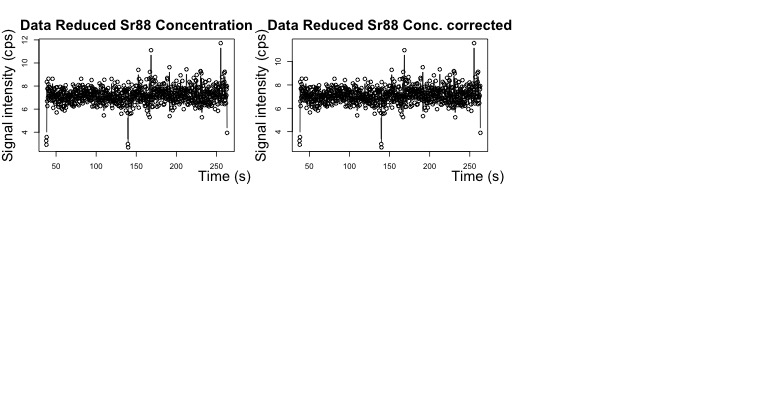 Data Reduced Sr88 Concentration
Signal intensity (cps)
4 6 8 10 12
50 100 150 200 250
Time (s)
Data Reduced Sr88 Conc. corrected
Signal intensity (cps)
4 6 8 10
50 100 150 200 250
Time (s)